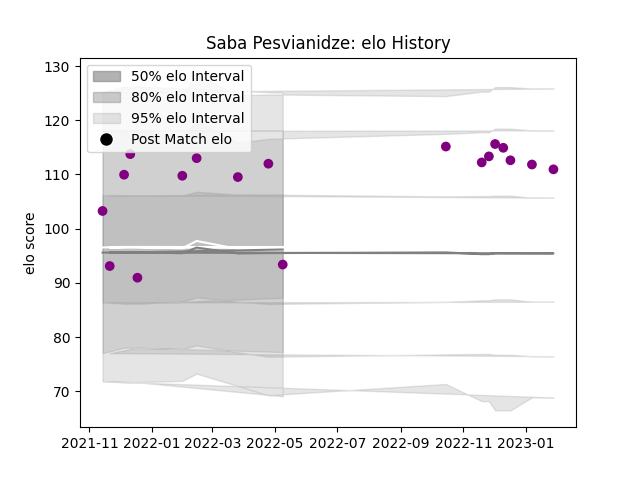 Saba Pesvianidze: elo History
50% elo Interval
80% elo Interval
95% elo Interval
Post Match elo
elo score
130
120
110
100
90
80
70
2021-11 2022-01 2022-03 2022-05 2022-07 2022-09 2022-11 2023-01